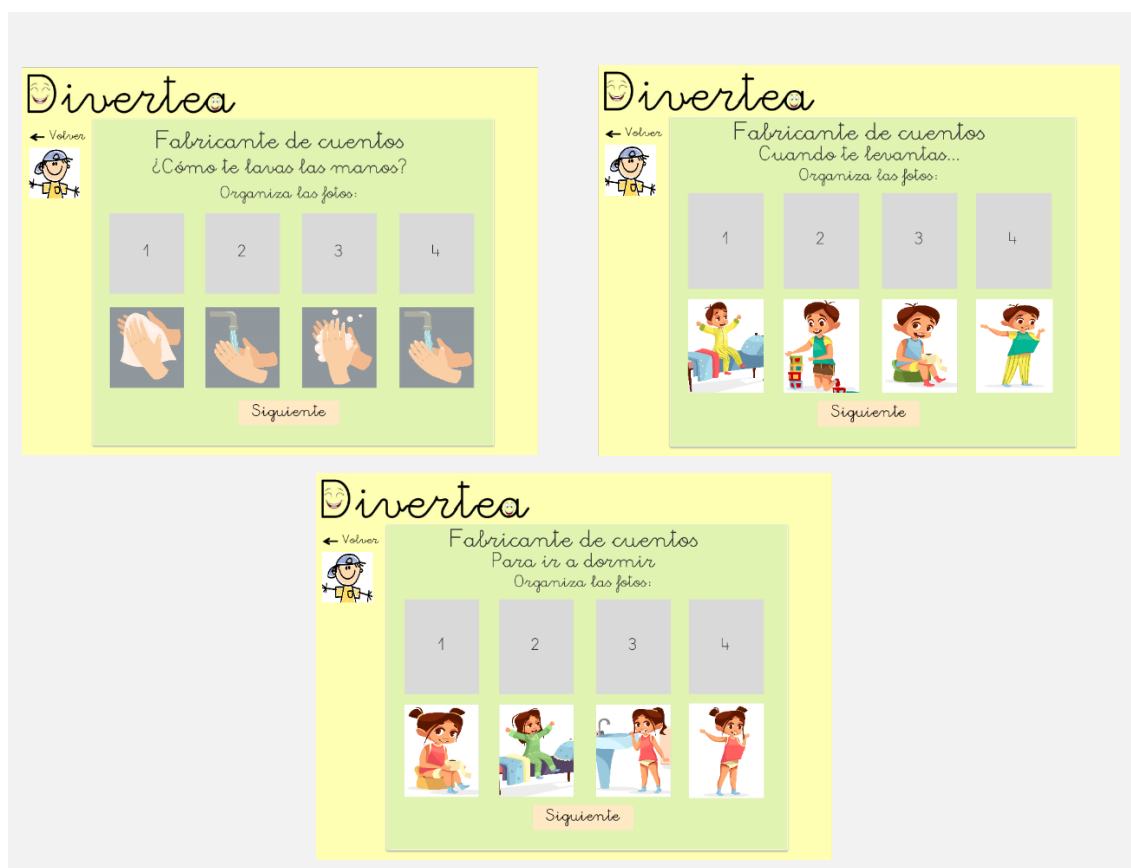 Divertea
← Volver
Fabricante de cuentos
¿Cómo te lavas las manos?
Organiza las fotos:
1 2 3 4
Siguiente
Divertea
← Volver
Fabricante de cuentos
Cuando te levantas...
Organiza las fotos:
1 2 3 4
Siguiente
Divertea
← Volver
Fabricante de cuentos
Para ir a dormir
Organiza las fotos:
1 2 3 4
Siguiente